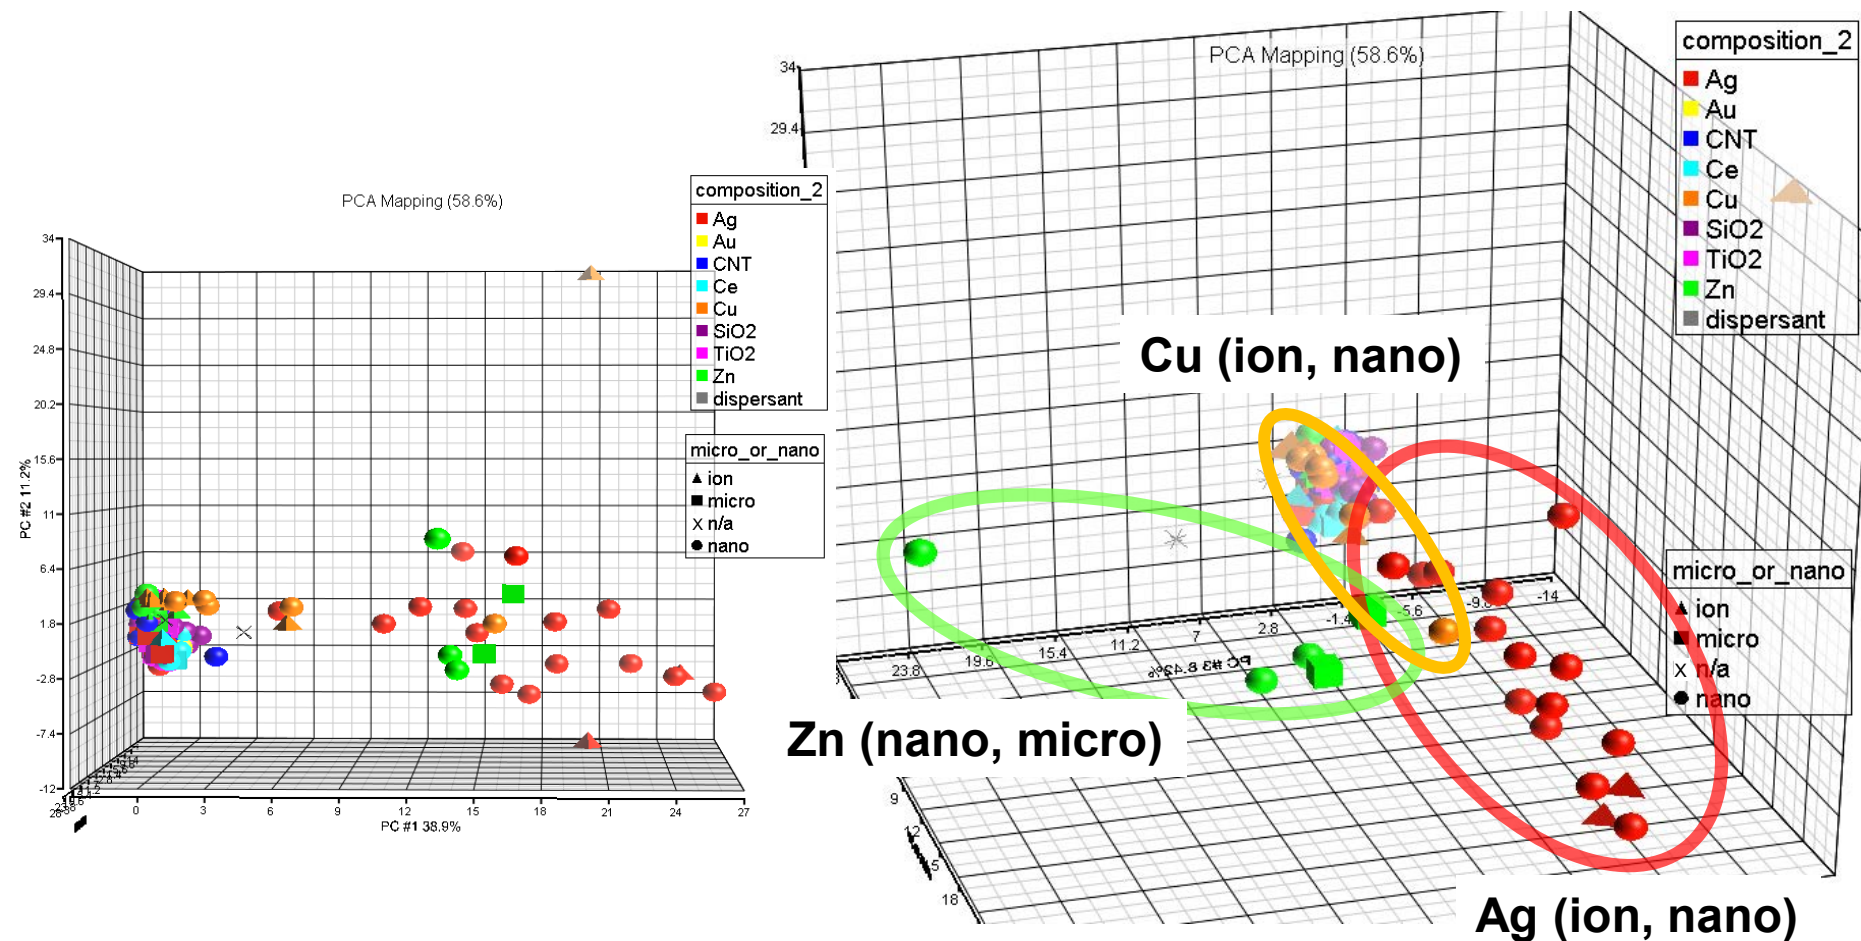 PCA Mapping (58.6%)
composition_2
Ag
Au
CNT
Ce
Cu
SiO2
TiO2
Zn
dispersant
micro_or_nano
ion
micro
n/a
nano
34
29.4
24.8
20.2
15.6
11
6.4
1.8
-2.8
-7.4
-12
PC #2 11.2%
0
3
6
9
12
15
18
21
24
27
PC #1 38.9%
PCA Mapping (58.6%)
34
29.4
composition_2
Ag
Au
CNT
Ce
Cu
SiO2
TiO2
Zn
dispersant
Cu (ion, nano)
micro_or_nano
ion
micro
n/a
nano
23.8
19.6
15.4
11.2
7
2.8
-1.4
-5.6
-14
PC #3 8.42%
Zn (nano, micro)
9
12
18
Ag (ion, nano)